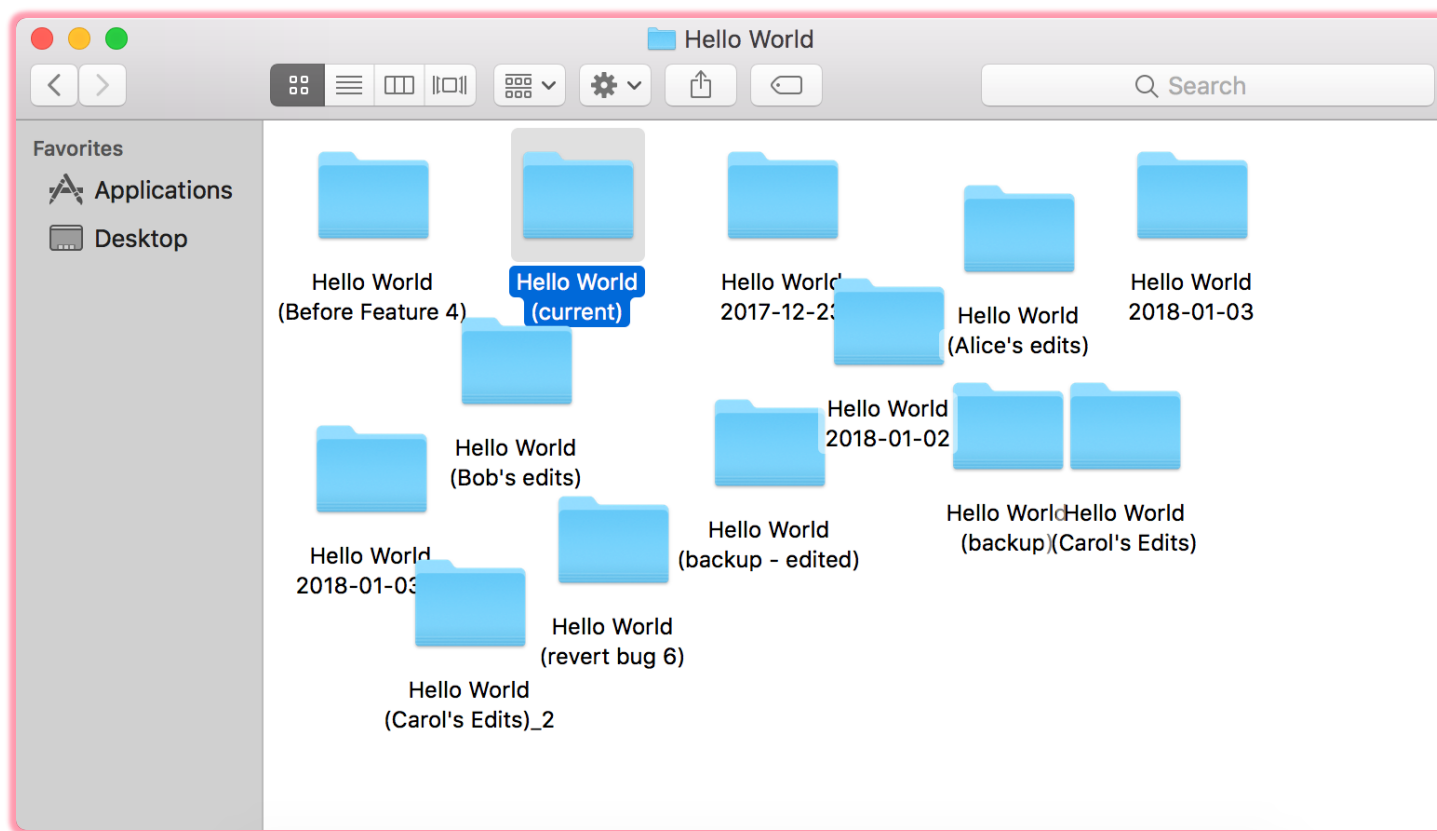 Hello World
Search
Favorites
Applications
Desktop
Hello World
(Before Feature 4)
Hello World
(current)
Hello World
2017-12-23
Hello World
(Alice's edits)
Hello World
2018-01-03
Hello World
(Bob's edits)
Hello World
2018-01-02
Hello World
2018-01-03
Hello World
(backup - edited)
Hello World
(backup)
Hello World
(Carol's Edits)
Hello World
(revert bug 6)
Hello World
(Carol's Edits)_2